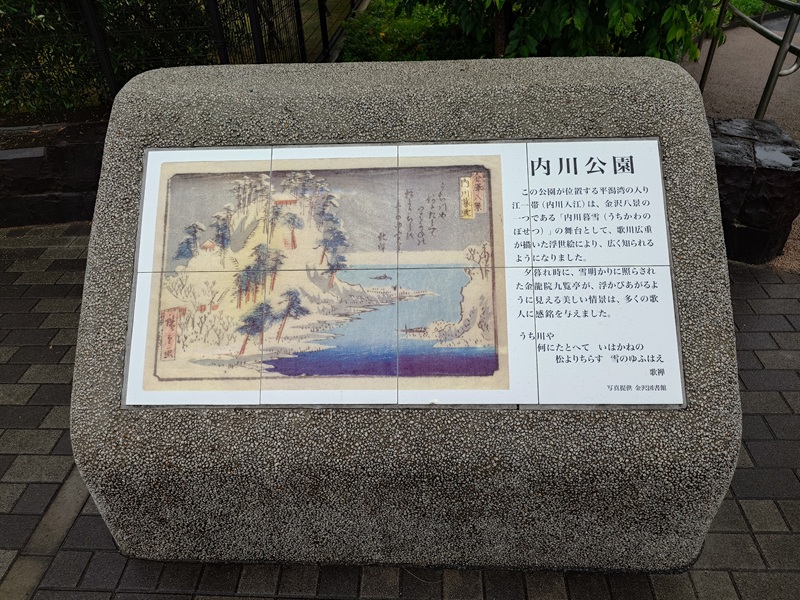 内川公園
この公園が位置する平潟湾の入り
江一帯（内川入江）は、金沢八景の
一つである「内川暮雪（うちかわの
ぼせつ）」の舞台として、歌川広重
が描いた浮世絵により、広く知られる
ようになりました。
夕暮れ時に、雪明かりに照らされ
た金龍院九覧亭が、浮かびあがるよ
うに見える美しい情景は、多くの歌
人に感銘を与えました。
うち川や
何にたとへて　いはかねの
松よりちらす　雪のゆふはえ
歌禅
写真提供 金沢図書館
内川暮雪